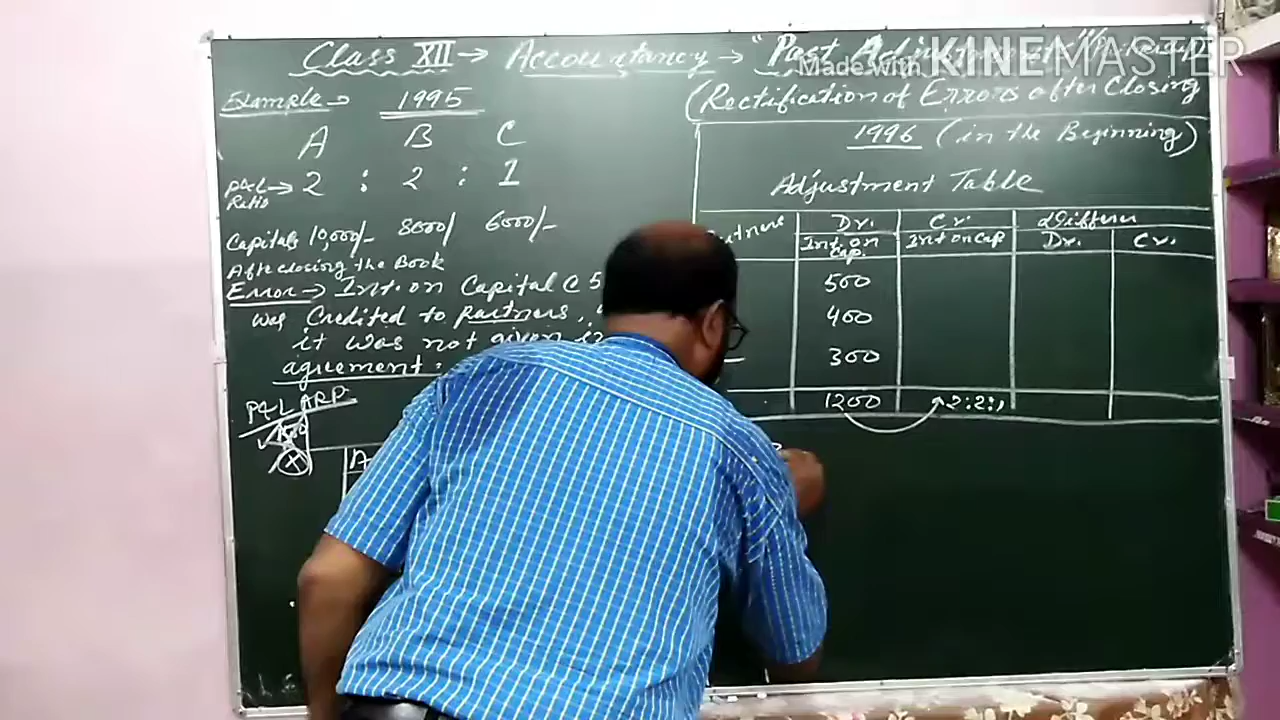 Class XII → Accountancy → "Past Adjustment"
Made with KINEMASTER
(Rectification of Errors after Closing
Example → 1995
1996 (in the Beginning)
A B C
P&L Ratio → 2 : 2 : 1
Adjustment Table
Capitals 10,000/- 8000/- 6000/-
After closing the Book
Error → Int. on Capital @ 5
was Credited to partners,
it was not given in
agreement.
Dr. Cr. Differen
Int on Cap. Int on Cap Dr. Cr.
500
400
300
1200 2:2:1
P&L
A